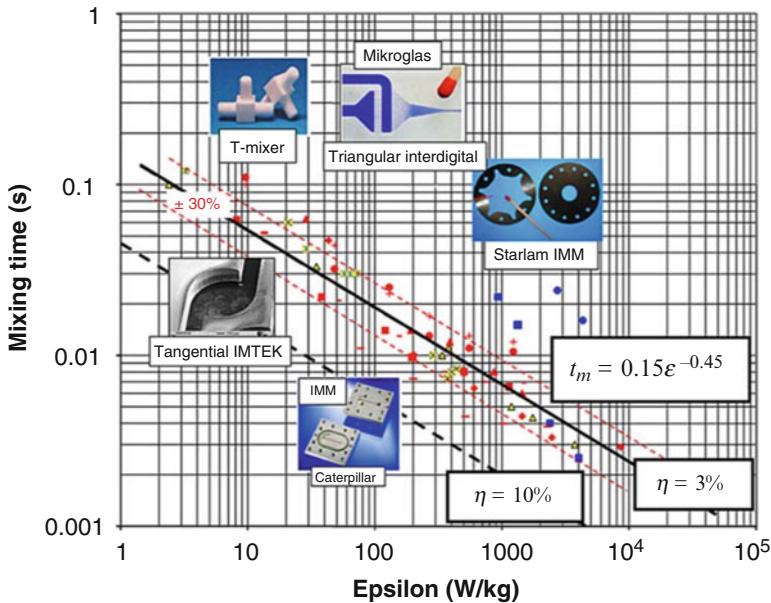 1
0.1
0.01
0.001
Mixing time (s)
Mikroglas
T-mixer
Triangular interdigital
± 30%
Starlam IMM
Tangential IMTEK
t_m = 0.15ε^−0.45
IMM
Caterpillar
η = 10%
η = 3%
1
10
100
1000
10^4
10^5
Epsilon (W/kg)